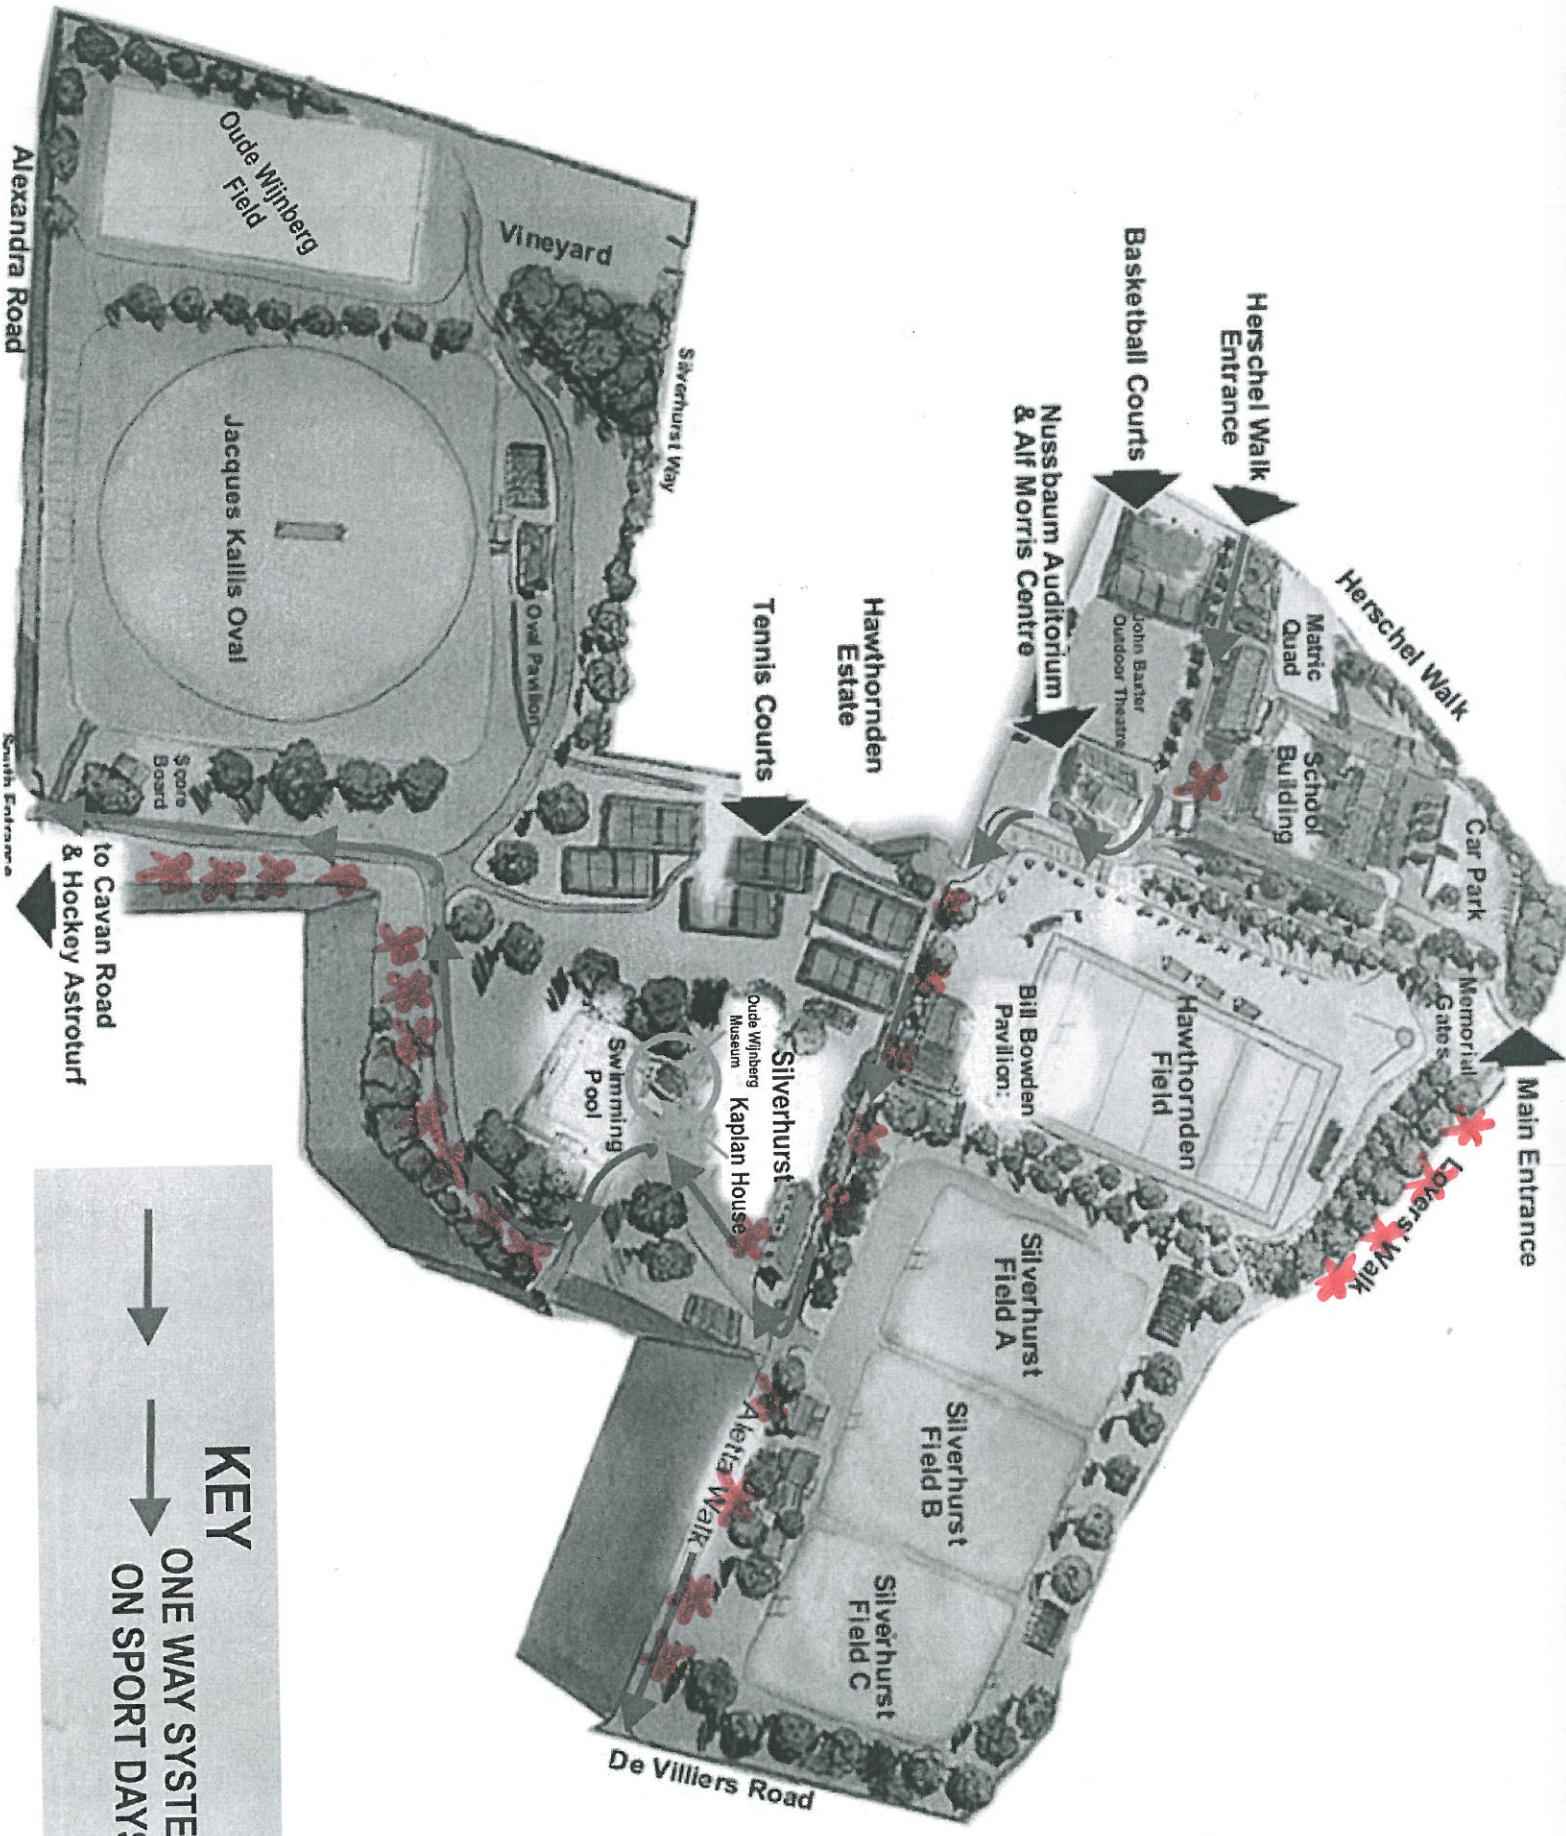 Main Entrance
Lovers' Walk
Memorial
Gates
Car Park
Herschel Walk
School
Building
Matric
Quad
Herschel Walk
Entrance
Basketball Courts
John Baxter
Outdoor Theatre
Nussbaum Auditorium
& Alf Morris Centre
Hawthornden
Field
Bill Bowden
Pavilion:
Silverhurst
Field A
Silverhurst
Field B
Silverhurst
Field C
Hawthornden
Estate
Tennis Courts
Silverhurst
Oude Wijnberg
Museum
Kaplan House
Swimming
Pool
Aletta Walk
De Villiers Road
Silverhurst Way
Vineyard
Oval Pavilion
Oude Wijnberg
Field
Jacques Kallis Oval
Score
Board
Alexandra Road
South Entrance
to Cavan Road
& Hockey Astroturf
KEY
ONE WAY SYSTE
ON SPORT DAYS